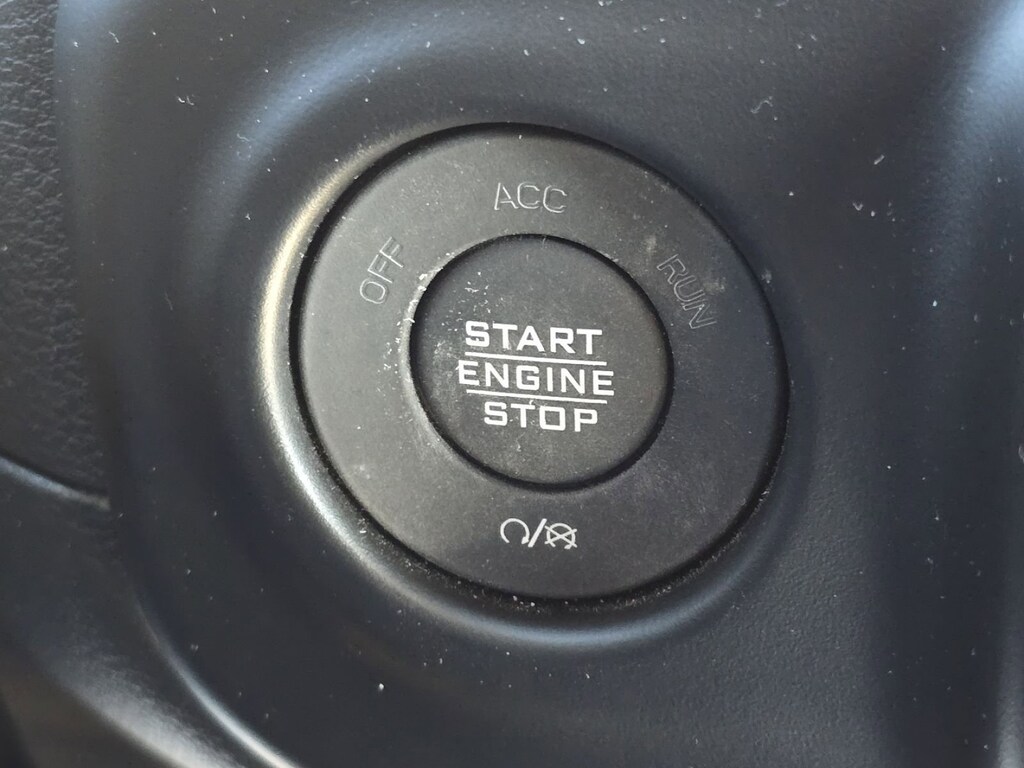 ACC
OFF
RUN
START
ENGINE
STOP